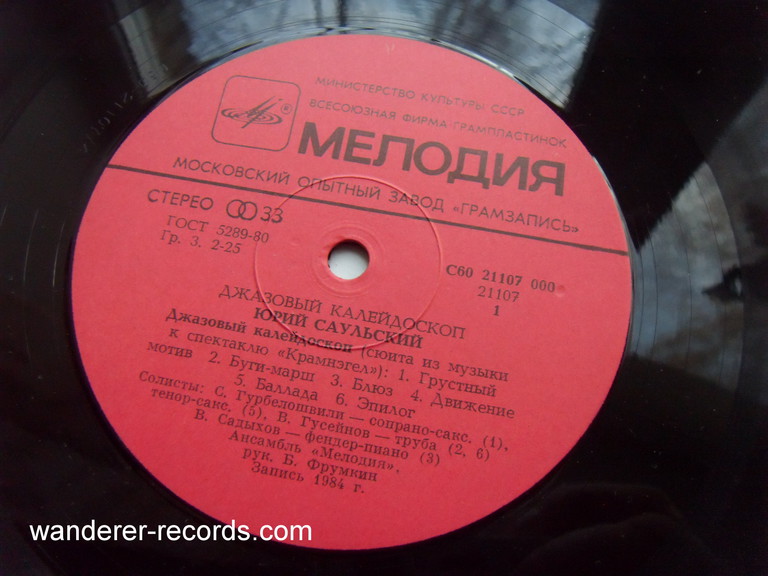 МИНИСТЕРСТВО КУЛЬТУРЫ СССР
ВСЕСОЮЗНАЯ ФИРМА ГРАМПЛАСТИНОК
®
МЕЛОДИЯ
МОСКОВСКИЙ ОПЫТНЫЙ ЗАВОД «ГРАМЗАПИСЬ»
СТЕРЕО 33
ГОСТ 5289-80
Гр. 3. 2-25
С60 21107 000
21107
1
ДЖАЗОВЫЙ КАЛЕЙДОСКОП
ЮРИЙ САУЛЬСКИЙ
Джазовый калейдоскоп (сюита из музыки
к спектаклю «Крамнэгел»): 1. Грустный
мотив 2. Буги-марш 3. Блюз 4. Движение
5. Баллада 6. Эпилог
Солисты: С. Гурбелошвили — сопрано-сакс. (1),
тенор-сакс. (5), В. Гусейнов — труба (2, 6)
В. Садыхов — фендер-пиано (3)
Ансамбль «Мелодия»,
рук. Б. Фрумкин
Запись 1984 г.
wanderer-records.com